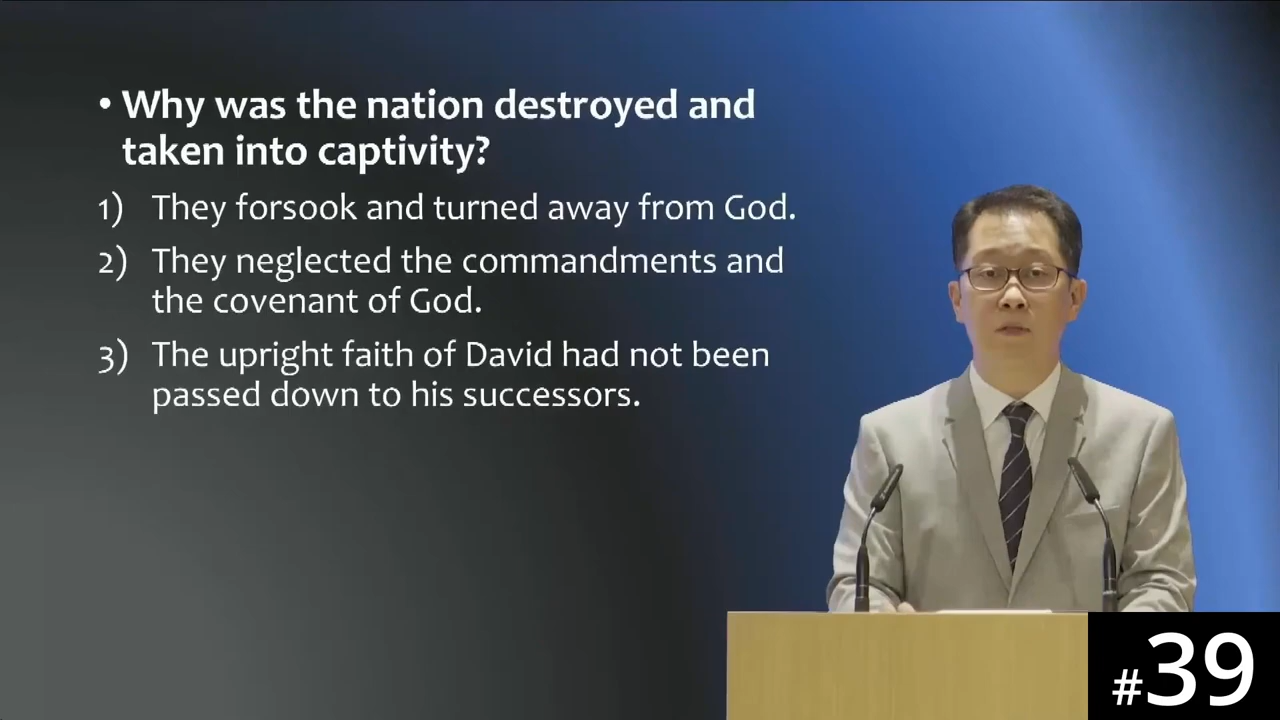 • Why was the nation destroyed and
taken into captivity?
1) They forsook and turned away from God.
2) They neglected the commandments and
the covenant of God.
3) The upright faith of David had not been
passed down to his successors.
#39